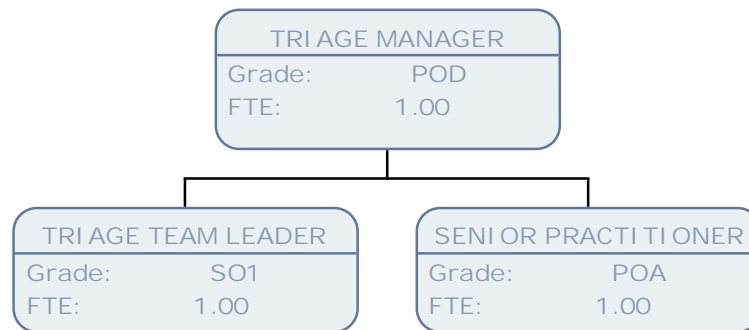 TRIAGE MANAGER
Grade: POD
FTE: 1.00
TRIAGE TEAM LEADER
Grade: SO1
FTE: 1.00
SENIOR PRACTITIONER
Grade: POA
FTE: 1.00